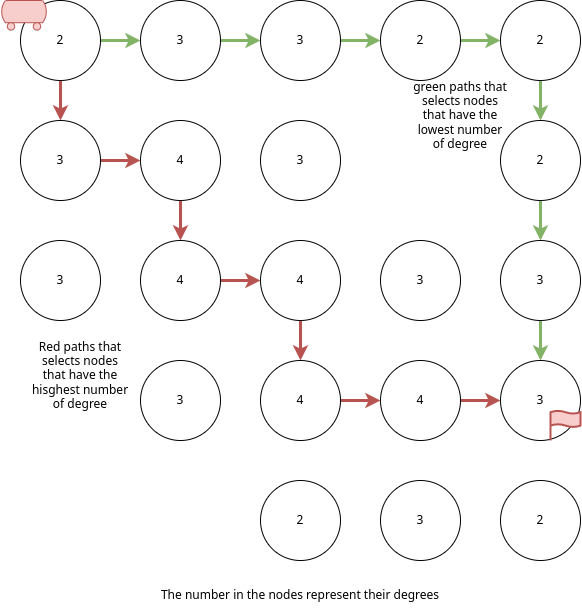 2 3 3 2 2
green paths that
selects nodes
that have the
lowest number
of degree
3 4 3 2
3 4 4 3 3
Red paths that
selects nodes
that have the
hisghest number
of degree
3 4 4 3
2 3 2
The number in the nodes represent their degrees